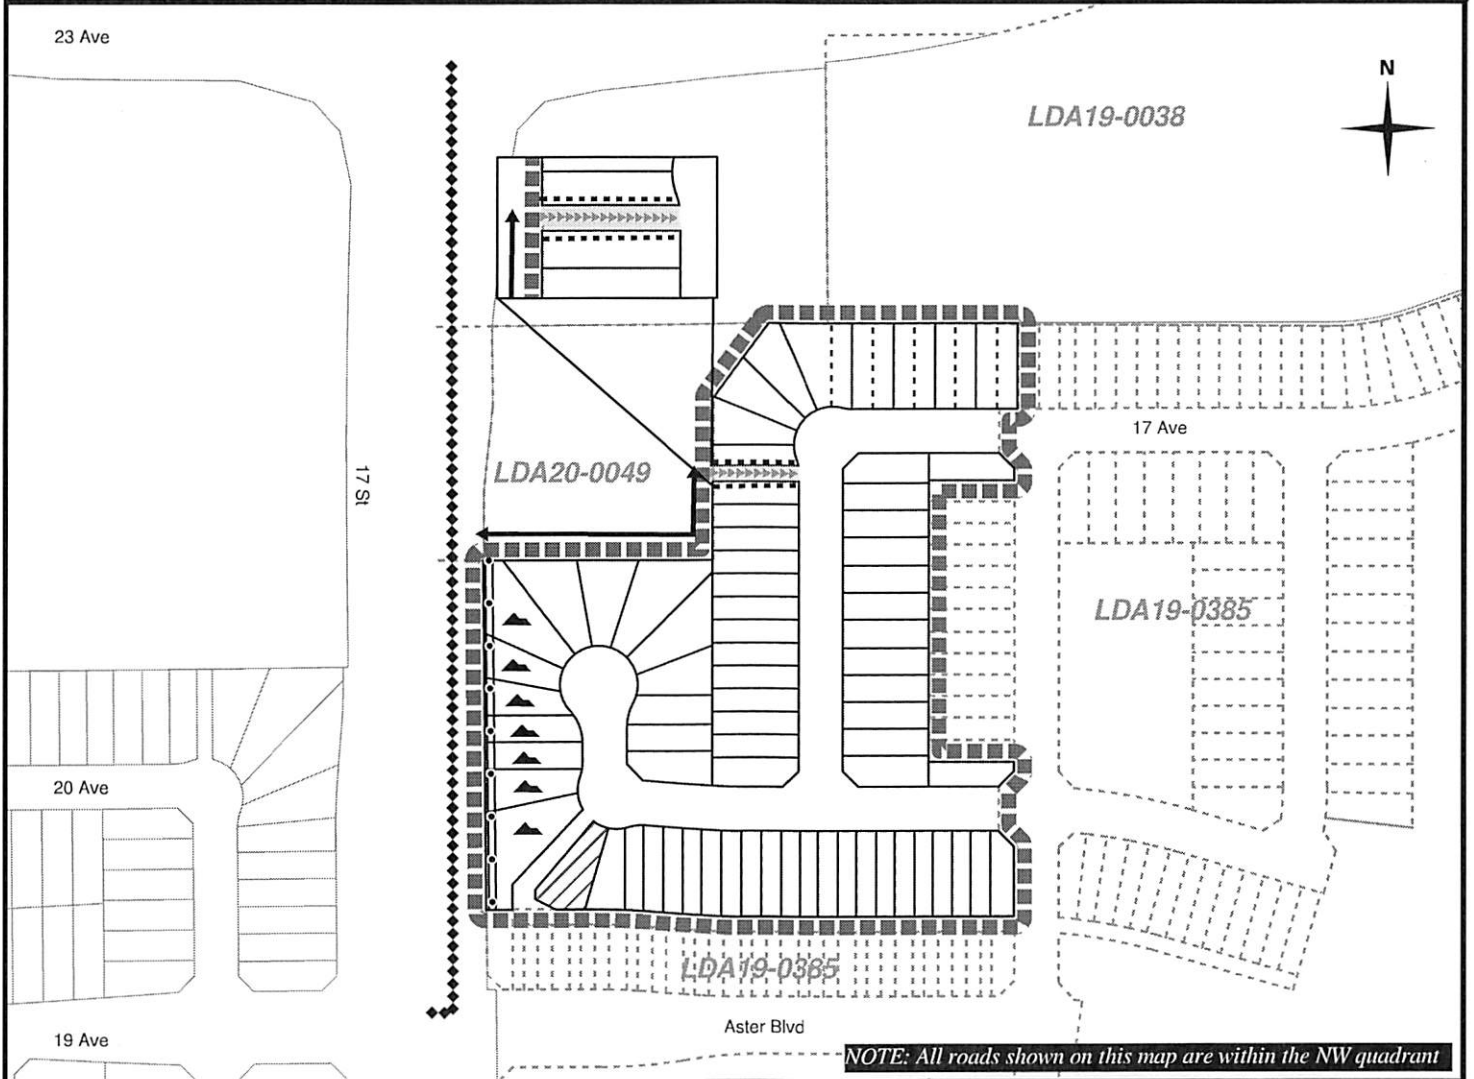 23 Ave
N
LDA19-0038
17 Ave
17 St
LDA20-0049
LDA19-0385
20 Ave
LDA19-0385
Aster Blvd
19 Ave
NOTE: All roads shown on this map are within the NW quadrant